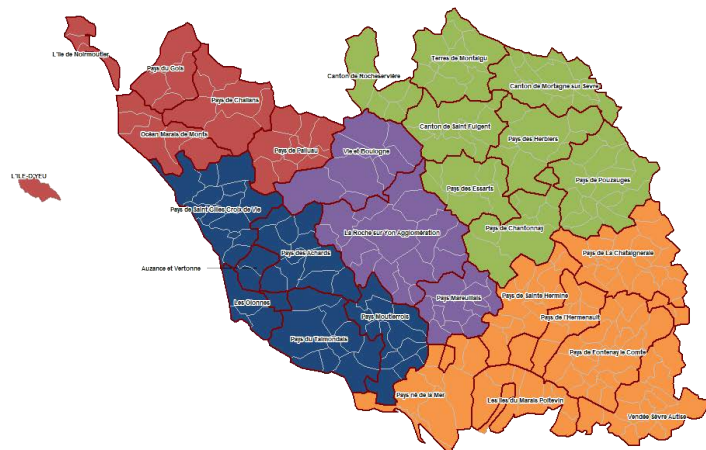 L'Ile de Noirmoutier
Pays du Gois
Pays de Challans
Océan Marais de Monts
Pays de Palluau
L'ILE-D'YEU
Canton de Rocheservière
Terres de Montaigu
Canton de Mortagne sur Sèvre
Canton de Saint Fulgent
Pays des Herbiers
Vie et Boulogne
Pays des Essarts
Pays de Pouzauges
Pays de Saint Gilles Croix de Vie
La Roche sur Yon Agglomération
Pays de Chantonnay
Pays des Achards
Pays de La Chataigneraie
Auzance et Vertonne
Les Olonnes
Pays Mareuillais
Pays de Sainte Hermine
Pays Moutierrois
Pays de l'Hermenault
Pays du Talmondais
Pays de Fontenay le Comte
Pays né de la Mer
Les Iles du Marais Poitevin
Vendée Sèvre Autise